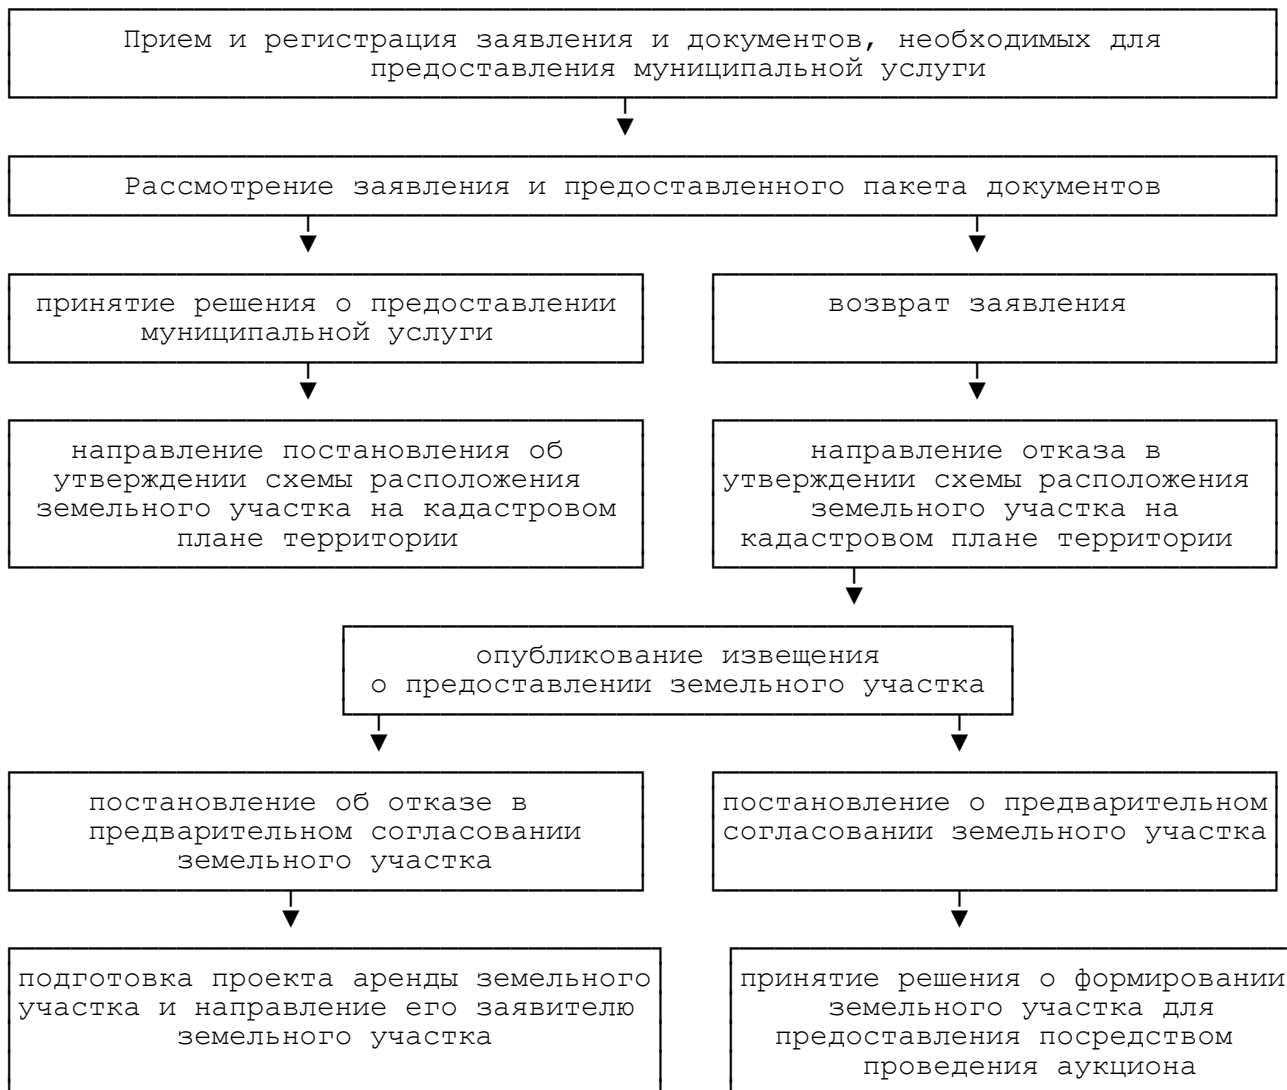 Прием и регистрация заявления и документов, необходимых для
предоставления муниципальной услуги
Рассмотрение заявления и предоставленного пакета документов
принятие решения о предоставлении
муниципальной услуги
возврат заявления
направление постановления об
утверждении схемы расположения
земельного участка на кадастровом
плане территории
направление отказа в
утверждении схемы расположения
земельного участка на
кадастровом плане территории
опубликование извещения
о предоставлении земельного участка
постановление об отказе в
предварительном согласовании
земельного участка
постановление о предварительном
согласовании земельного участка
подготовка проекта аренды земельного
участка и направление его заявителю
земельного участка
принятие решения о формировании
земельного участка для
предоставления посредством
проведения аукциона